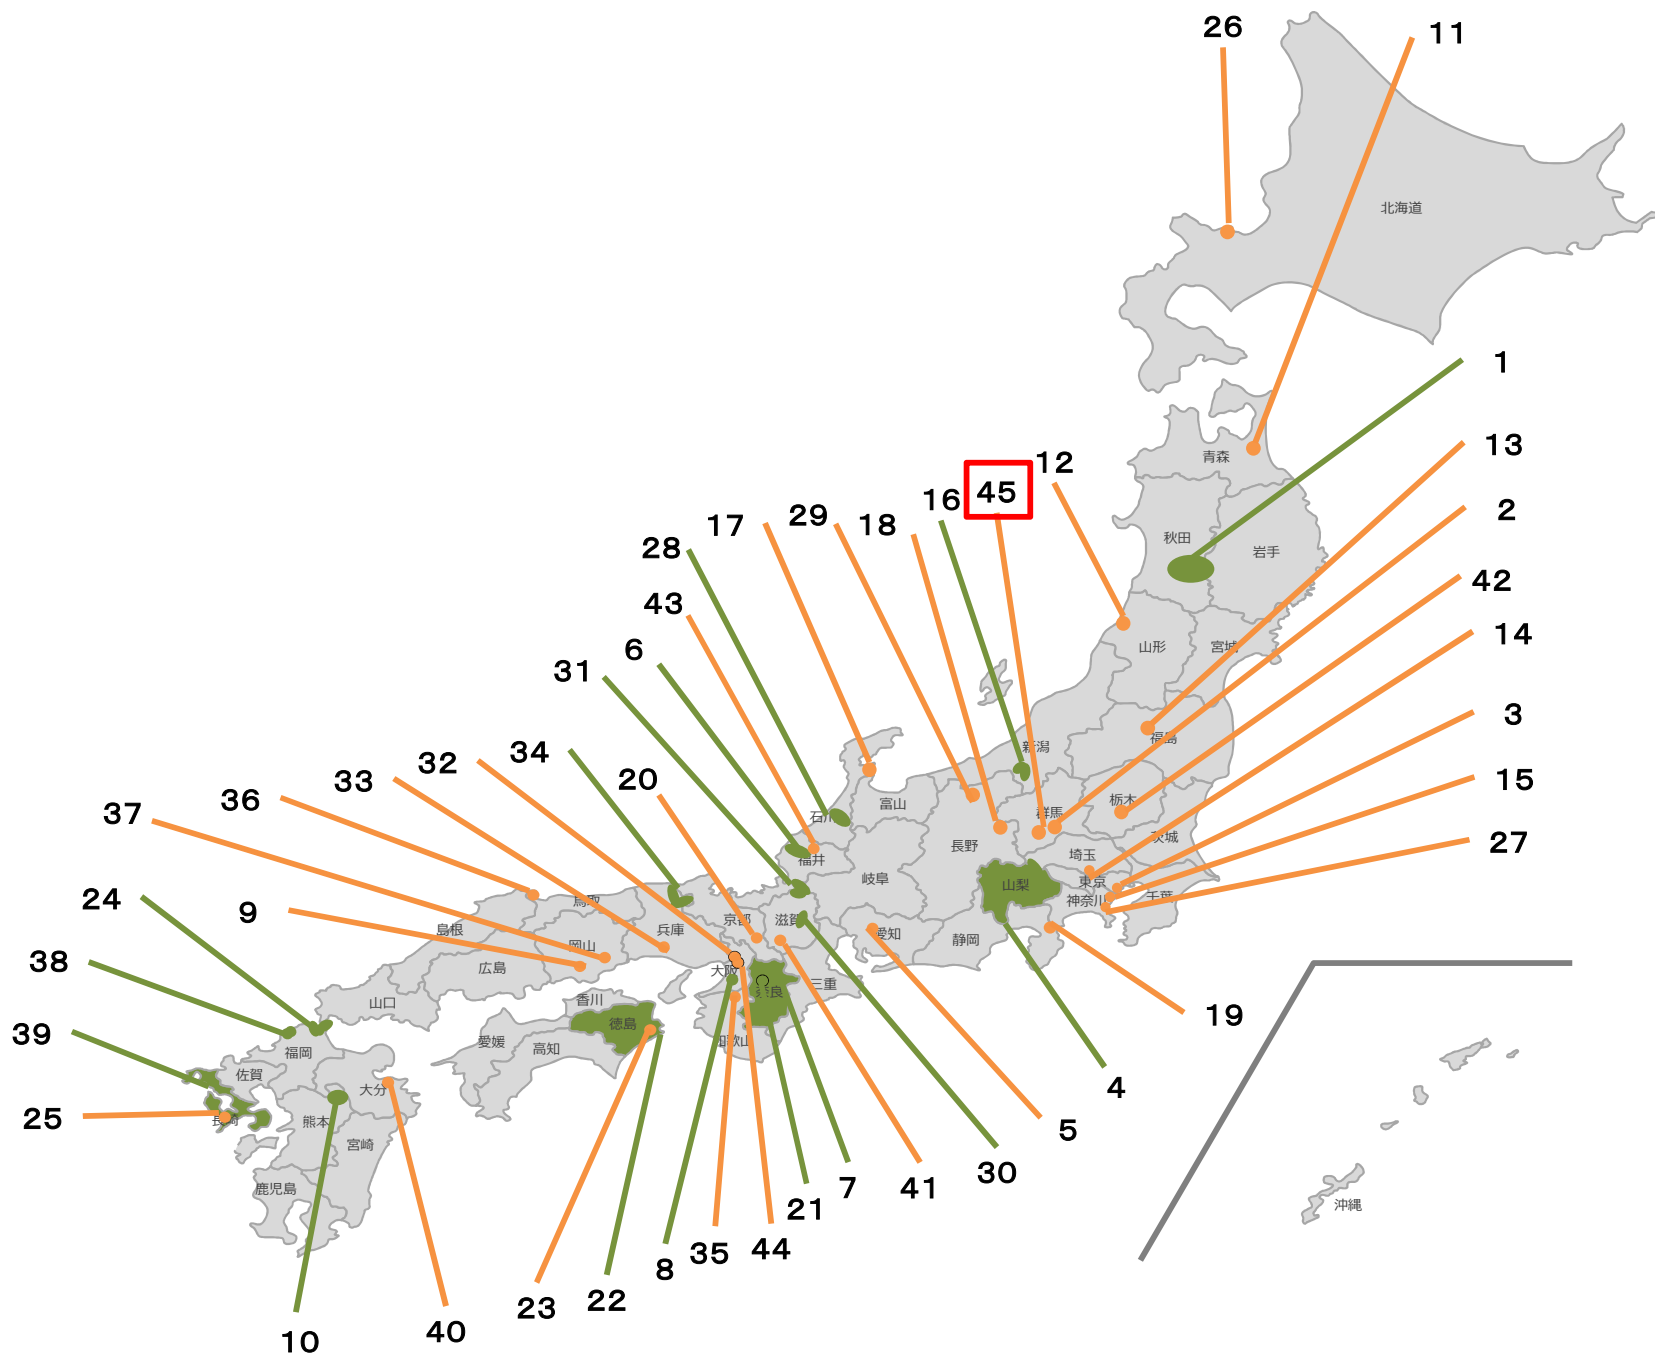 26
11
北海道
1
13
12
45
16
青森
29
18
17
2
秋田
28
岩手
42
43
14
6
山形
宮城
31
3
福島
新潟
34
32
15
33
20
36
栃木
富山
37
群馬
石川
茨城
27
長野
埼玉
福井
岐阜
東京
山梨
千葉
24
鳥取
神奈川
9
京都
滋賀
島根
兵庫
愛知
静岡
岡山
38
広島
大阪
三重
奈良
香川
山口
19
徳島
39
愛媛
和歌山
高知
福岡
佐賀
4
大分
25
長崎
熊本
5
宮崎
30
41
7
鹿児島
21
沖縄
44
35
8
22
23
40
10